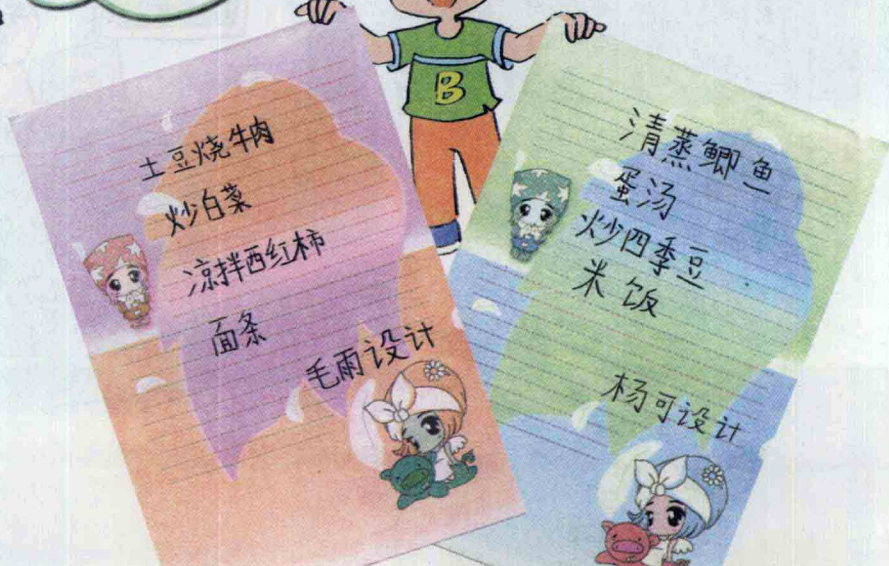 土豆烧牛肉
炒白菜
凉拌西红柿
面条
毛雨设计
B
清蒸鲫鱼
蛋汤
炒四季豆
米饭
杨可设计